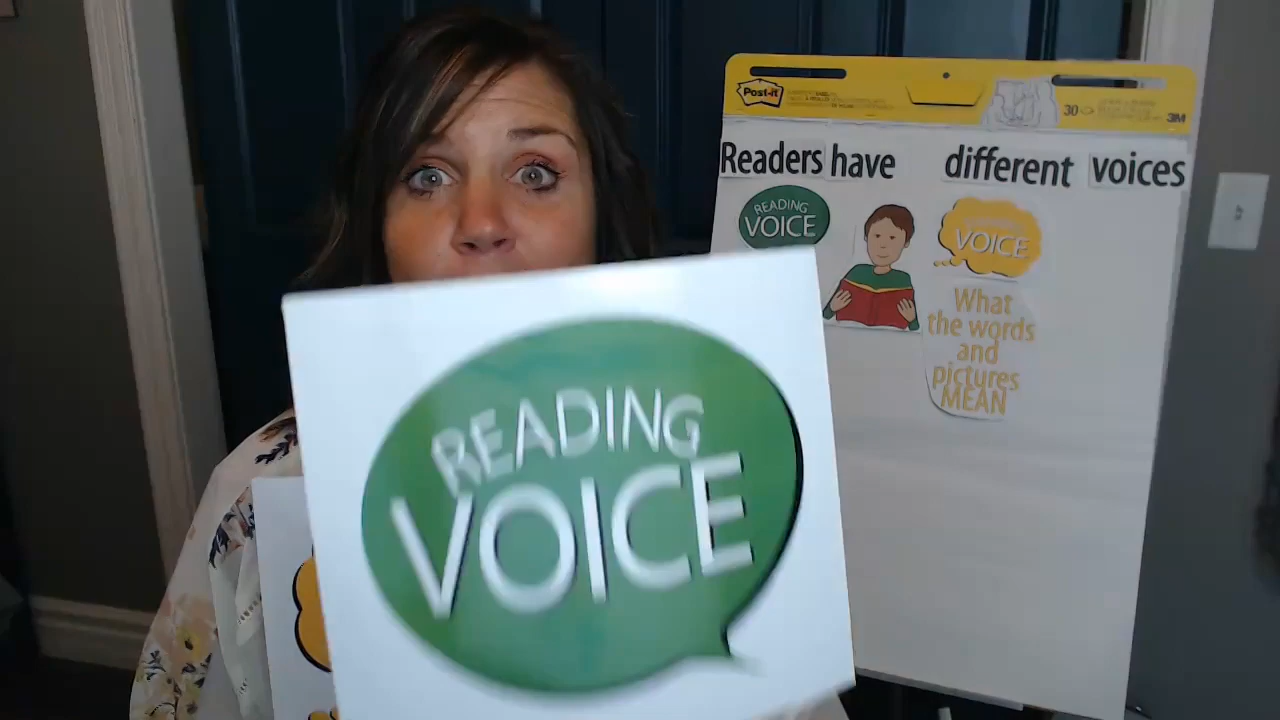 Post-it
30
3M
Readers have different voices
READING
VOICE
VOICE
What
the words
and
pictures
MEAN
READING
VOICE